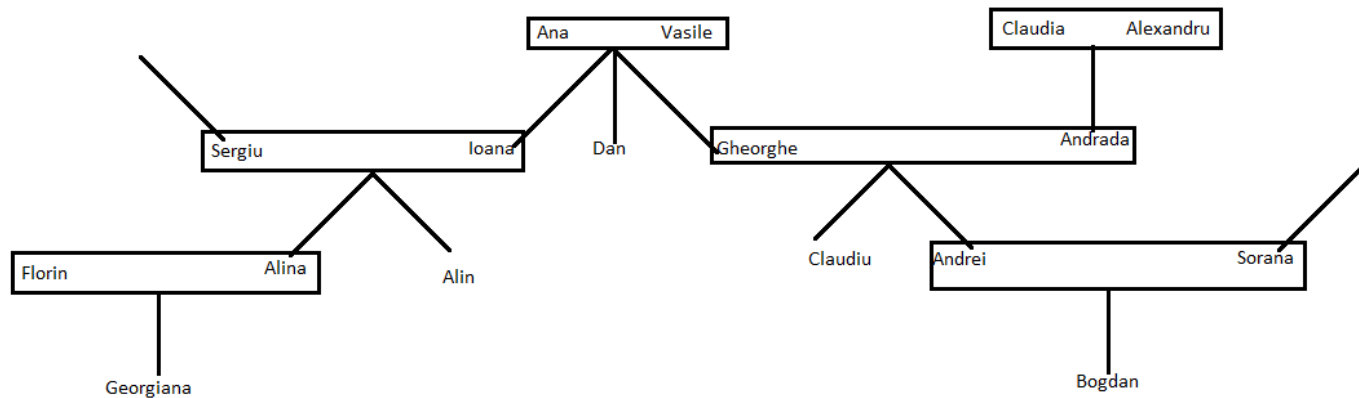 Ana Vasile
Claudia Alexandru
Sergiu Ioana
Dan
Gheorghe Andrada
Florin Alina
Alin
Claudiu
Andrei Sorana
Georgiana
Bogdan